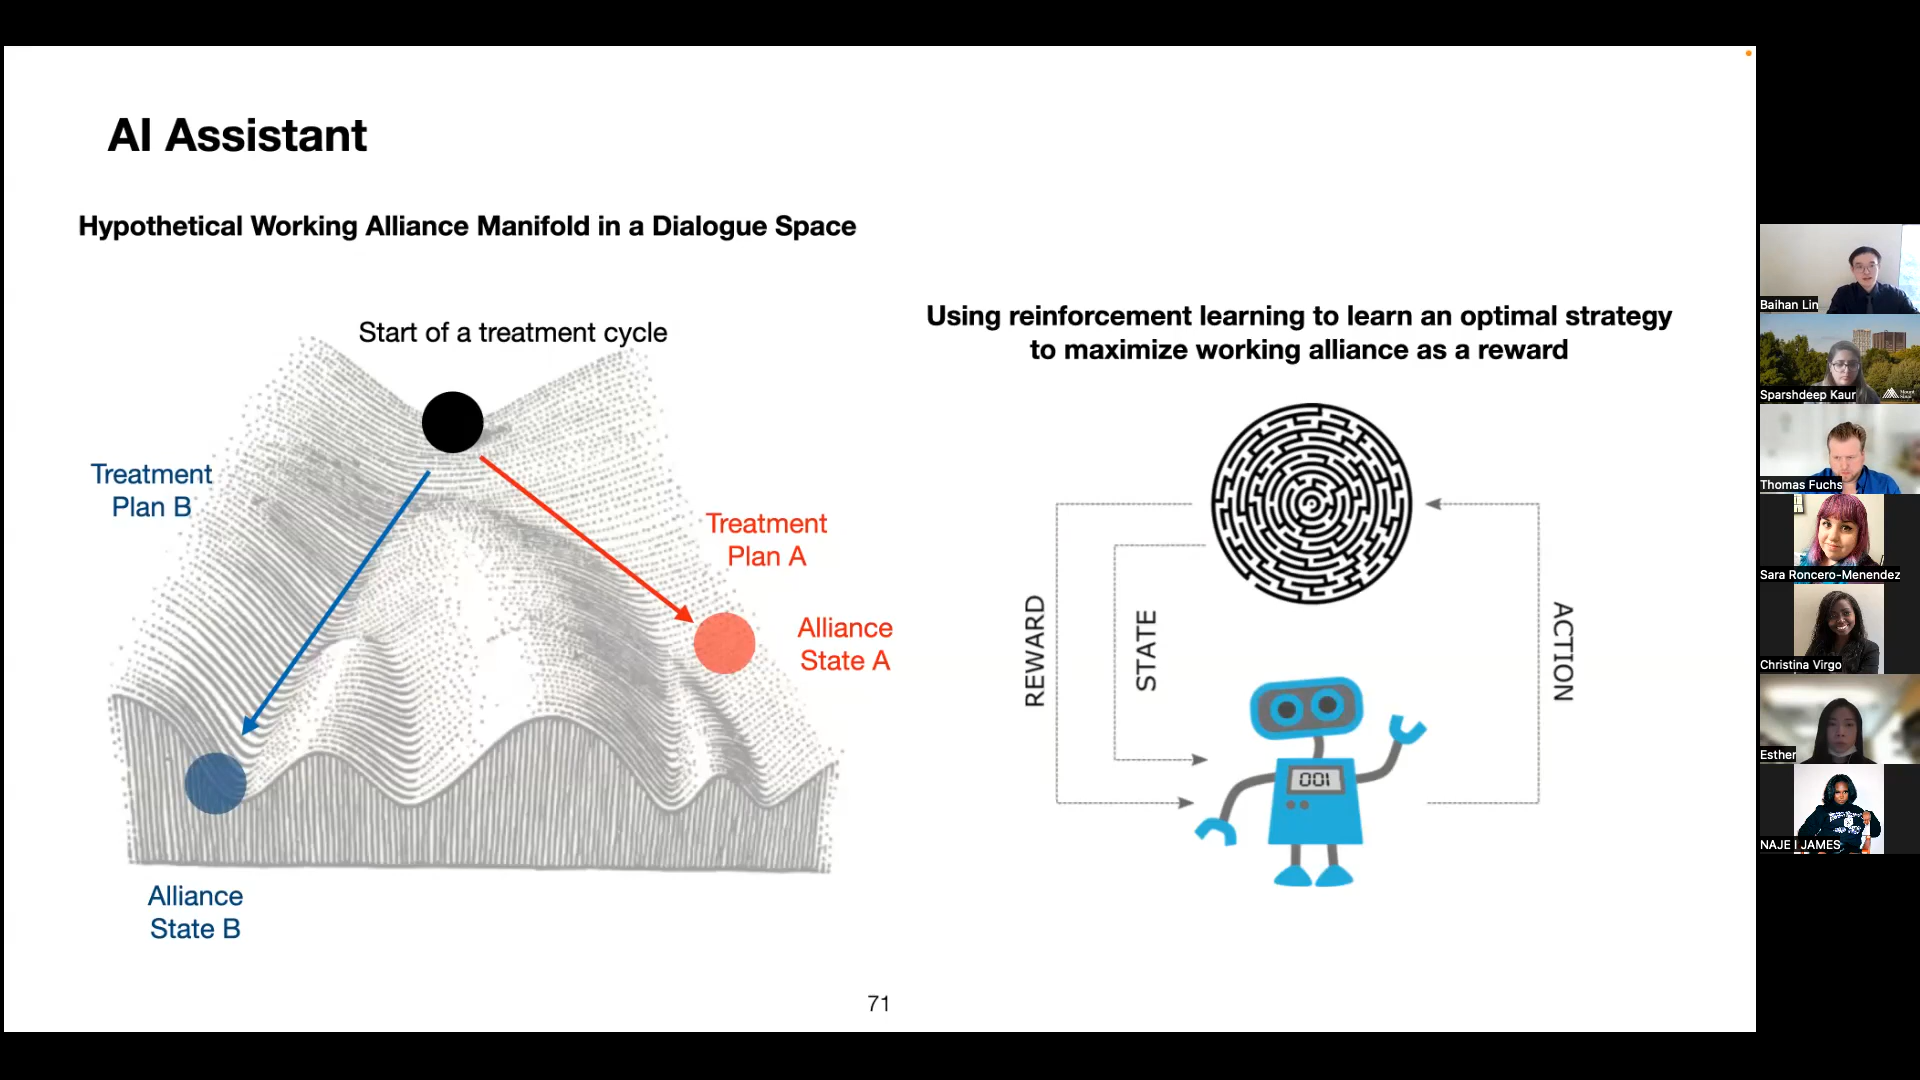 AI Assistant
Hypothetical Working Alliance Manifold in a Dialogue Space
Start of a treatment cycle
Treatment
Plan B
Treatment
Plan A
Alliance
State A
Alliance
State B
Using reinforcement learning to learn an optimal strategy
to maximize working alliance as a reward
REWARD
STATE
ACTION
001
71
Baihan Lin
Sparshdeep Kaur
Thomas Fuchs
Sara Roncero-Menendez
Christina Virgo
Esther
NAJE I JAMES